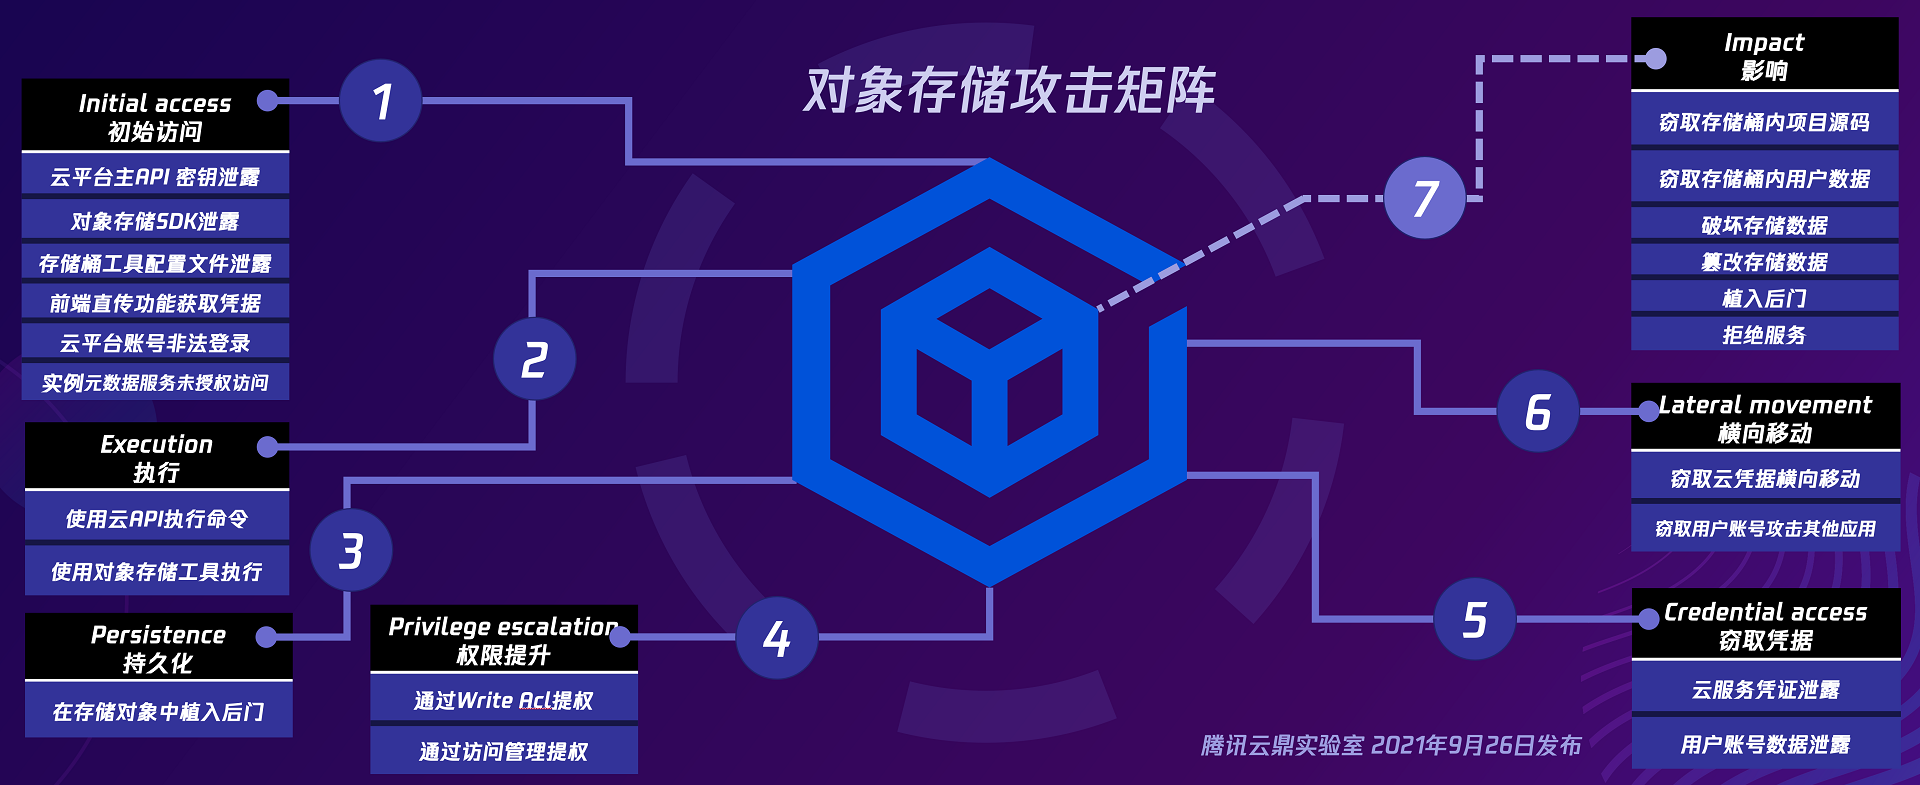 对象存储攻击矩阵
1
Initial access
初始访问
云平台主API 密钥泄露
对象存储SDK泄露
存储桶工具配置文件泄露
前端直传功能获取凭据
云平台账号非法登录
实例元数据服务未授权访问
2
Execution
执行
使用云API执行命令
使用对象存储工具执行
3
Persistence
持久化
在存储对象中植入后门
4
Privilege escalation
权限提升
通过Write Acl提权
通过访问管理提权
5
Credential access
窃取凭据
云服务凭证泄露
用户账号数据泄露
6
Lateral movement
横向移动
窃取云凭据横向移动
窃取用户账号攻击其他应用
7
Impact
影响
窃取存储桶内项目源码
窃取存储桶内用户数据
破坏存储数据
篡改存储数据
植入后门
拒绝服务
腾讯云鼎实验室 2021年9月26日发布